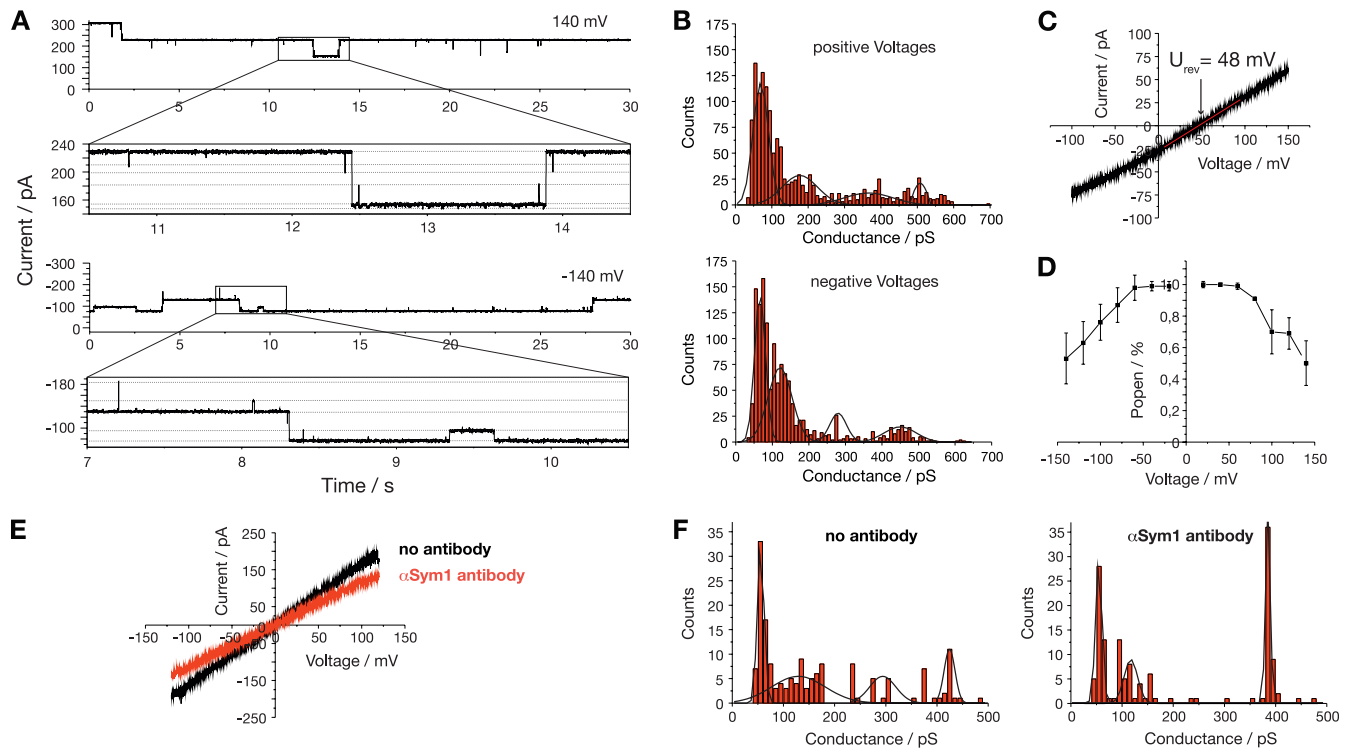 A
140 mV
300
200
100
0
0 5 10 15 20 25 30
240
200
160
11 12 13 14
Current / pA
-140 mV
-300
-200
-100
0
0 5 10 15 20 25 30
-180
-100
7 8 9 10
Time / s
B
positive Voltages
175
150
125
100
75
50
25
0
Counts
0 100 200 300 400 500 600 700
Conductance / pS
negative Voltages
175
150
125
100
75
50
25
0
Counts
0 100 200 300 400 500 600 700
Conductance / pS
C
Current / pA
100
75
50
25
0
-25
-50
-75
-100
Urev= 48 mV
-150 -100 -50 0 50 100 150 200
Voltage / mV
D
Popen / %
1,0
0,8
0,6
0,4
0,2
0
-150 -100 -50 0 50 100 150
Voltage / mV
E
Current / pA
250
150
50
-50
-150
-250
no antibody
αSym1 antibody
-150 -100 -50 0 50 100 150
Voltage / mV
F
no antibody
35
30
25
20
15
10
5
0
Counts
0 100 200 300 400 500
Conductance / pS
αSym1 antibody
35
30
25
20
15
10
5
0
Counts
0 100 200 300 400 500
Conductance / pS